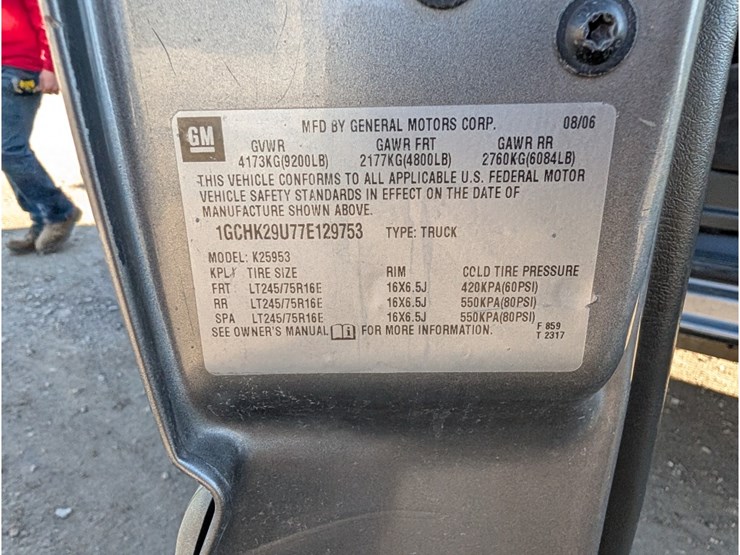 GM
MFD BY GENERAL MOTORS CORP. 08/06
GVWR GAWR FRT GAWR RR
4173KG(9200LB) 2177KG(4800LB) 2760KG(6084LB)
THIS VEHICLE CONFORMS TO ALL APPLICABLE U.S. FEDERAL MOTOR
VEHICLE SAFETY STANDARDS IN EFFECT ON THE DATE OF
MANUFACTURE SHOWN ABOVE.
1GCHK29U77E129753 TYPE: TRUCK
MODEL: K25953
TIRE SIZE RIM COLD TIRE PRESSURE
FRT LT245/75R16E 16X6.5J 420KPA(60PSI)
RR LT245/75R16E 16X6.5J 550KPA(80PSI)
SPA LT245/75R16E 16X6.5J 550KPA(80PSI)
SEE OWNER'S MANUAL FOR MORE INFORMATION.
F 859
T 2317